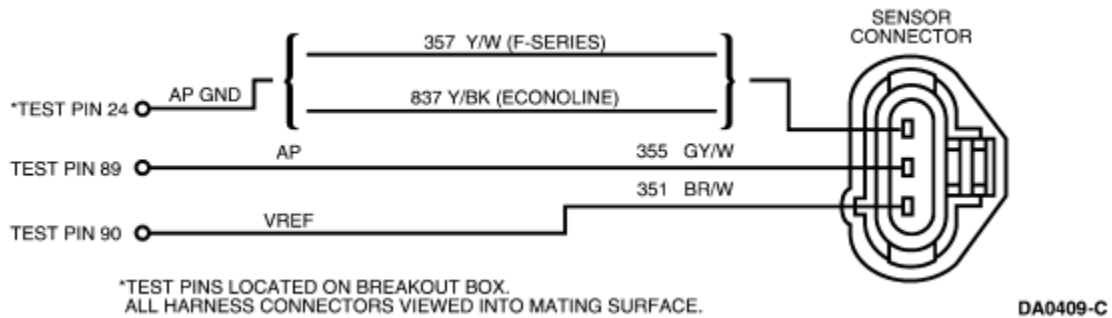 SENSOR
CONNECTOR
357 Y/W (F-SERIES)
*TEST PIN 24
AP GND
837 Y/BK (ECONOLINE)
TEST PIN 89
AP
355 GY/W
351 BR/W
TEST PIN 90
VREF
*TEST PINS LOCATED ON BREAKOUT BOX.
ALL HARNESS CONNECTORS VIEWED INTO MATING SURFACE.
DA0409-C